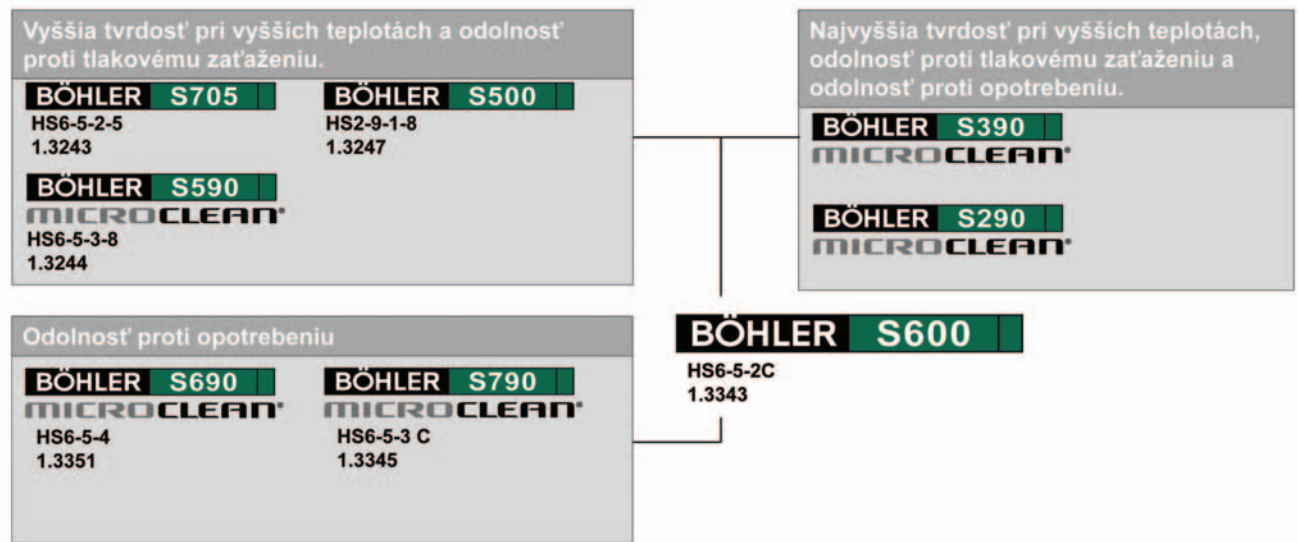 Vyššia tvrdosť pri vyšších teplotách a odolnosť
proti tlakovému zaťaženiu.
BÖHLER S705
HS6-5-2-5
1.3243
BÖHLER S500
HS2-9-1-8
1.3247
BÖHLER S590
MICROCLEAN®
HS6-5-3-8
1.3244
Najvyššia tvrdosť pri vyšších teplotách,
odolnosť proti tlakovému zaťaženiu a
odolnosť proti opotrebeniu.
BÖHLER S390
MICROCLEAN®
BÖHLER S290
MICROCLEAN®
BÖHLER S600
HS6-5-2C
1.3343
Odolnosť proti opotrebeniu
BÖHLER S690
MICROCLEAN®
HS6-5-4
1.3351
BÖHLER S790
MICROCLEAN®
HS6-5-3 C
1.3345